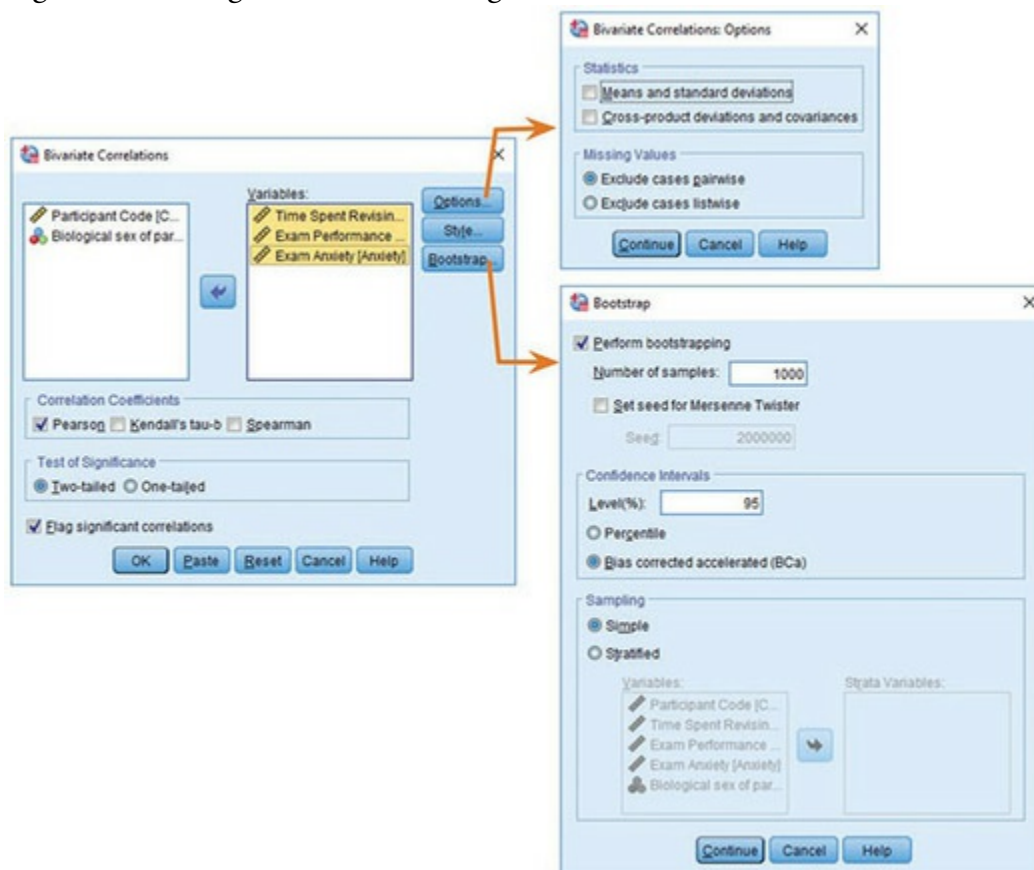 Bivariate Correlations
Participant Code [C...
Biological sex of par...
Variables:
Time Spent Revisin...
Exam Performance ...
Exam Anxiety [Anxiety]
Options...
Style...
Bootstrap...
Correlation Coefficients
Pearson Kendall's tau-b Spearman
Test of Significance
Two-tailed One-tailed
Flag significant correlations
OK Paste Reset Cancel Help
Bivariate Correlations: Options
Statistics
Means and standard deviations
Cross-product deviations and covariances
Missing Values
Exclude cases pairwise
Exclude cases listwise
Continue Cancel Help
Bootstrap
Perform bootstrapping
Number of samples: 1000
Set seed for Mersenne Twister
Seed: 2000000
Confidence Intervals
Level(%): 95
Percentile
Bias corrected accelerated (BCa)
Sampling
Simple
Stratified
Variables:
Participant Code [C...
Time Spent Revisin...
Exam Performance ...
Exam Anxiety [Anxiety]
Biological sex of par...
Strata Variables:
Continue Cancel Help